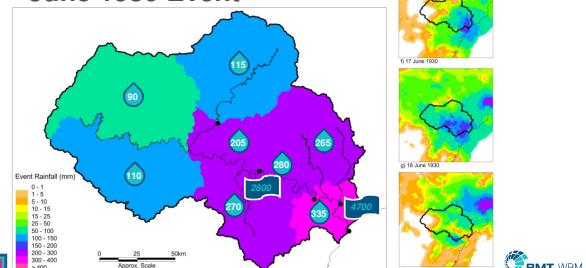 June 1930 Event
115
90
205
265
280
110
2800
270
335
4700
Event Rainfall (mm)
0 - 1
1 - 5
5 - 10
10 - 15
15 - 25
25 - 50
50 - 100
100 - 150
150 - 200
200 - 300
300 - 400
> 400
0 25 50km
Approx. Scale
f) 17 June 1930
g) 18 June 1930
BMT WBM